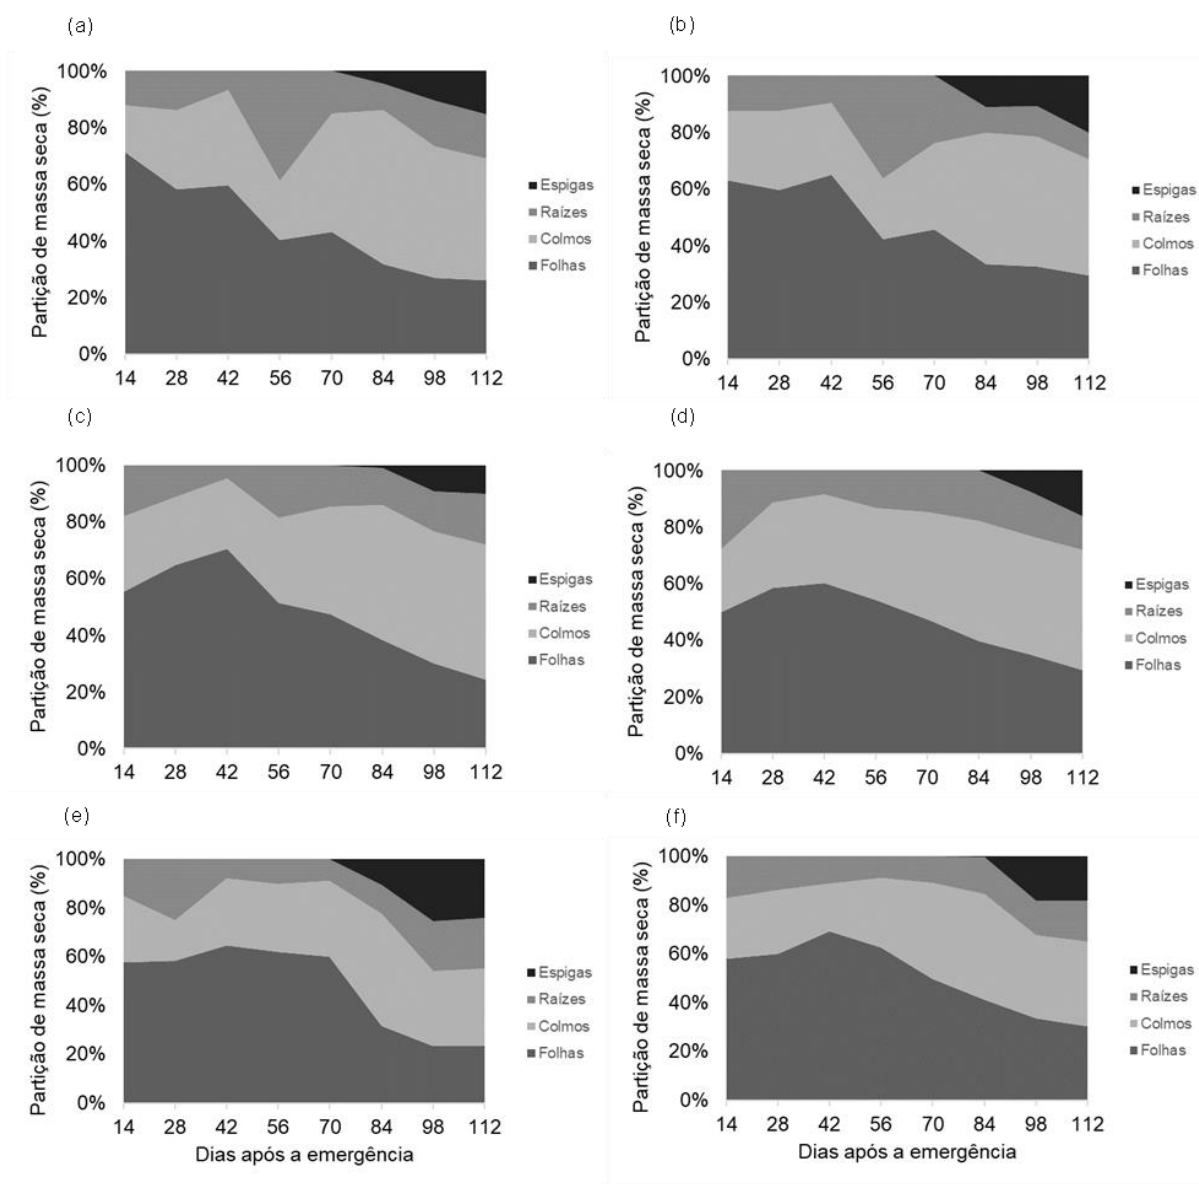 (a)
Partição de massa seca (%)
100%
80%
60%
40%
20%
0%
14 28 42 56 70 84 98 112
Espigas
Raízes
Colmos
Folhas
(b)
Partição de massa seca (%)
100%
80%
60%
40%
20%
0%
14 28 42 56 70 84 98 112
Espigas
Raízes
Colmos
Folhas
(c)
Partição de massa seca (%)
100%
80%
60%
40%
20%
0%
14 28 42 56 70 84 98 112
Espigas
Raízes
Colmos
Folhas
(d)
Partição de massa seca (%)
100%
80%
60%
40%
20%
0%
14 28 42 56 70 84 98 112
Espigas
Raízes
Colmos
Folhas
(e)
Partição de massa seca (%)
100%
80%
60%
40%
20%
0%
14 28 42 56 70 84 98 112
Dias após a emergência
Espigas
Raízes
Colmos
Folhas
(f)
Partição de massa seca (%)
100%
80%
60%
40%
20%
0%
14 28 42 56 70 84 98 112
Dias após a emergência
Espigas
Raízes
Colmos
Folhas